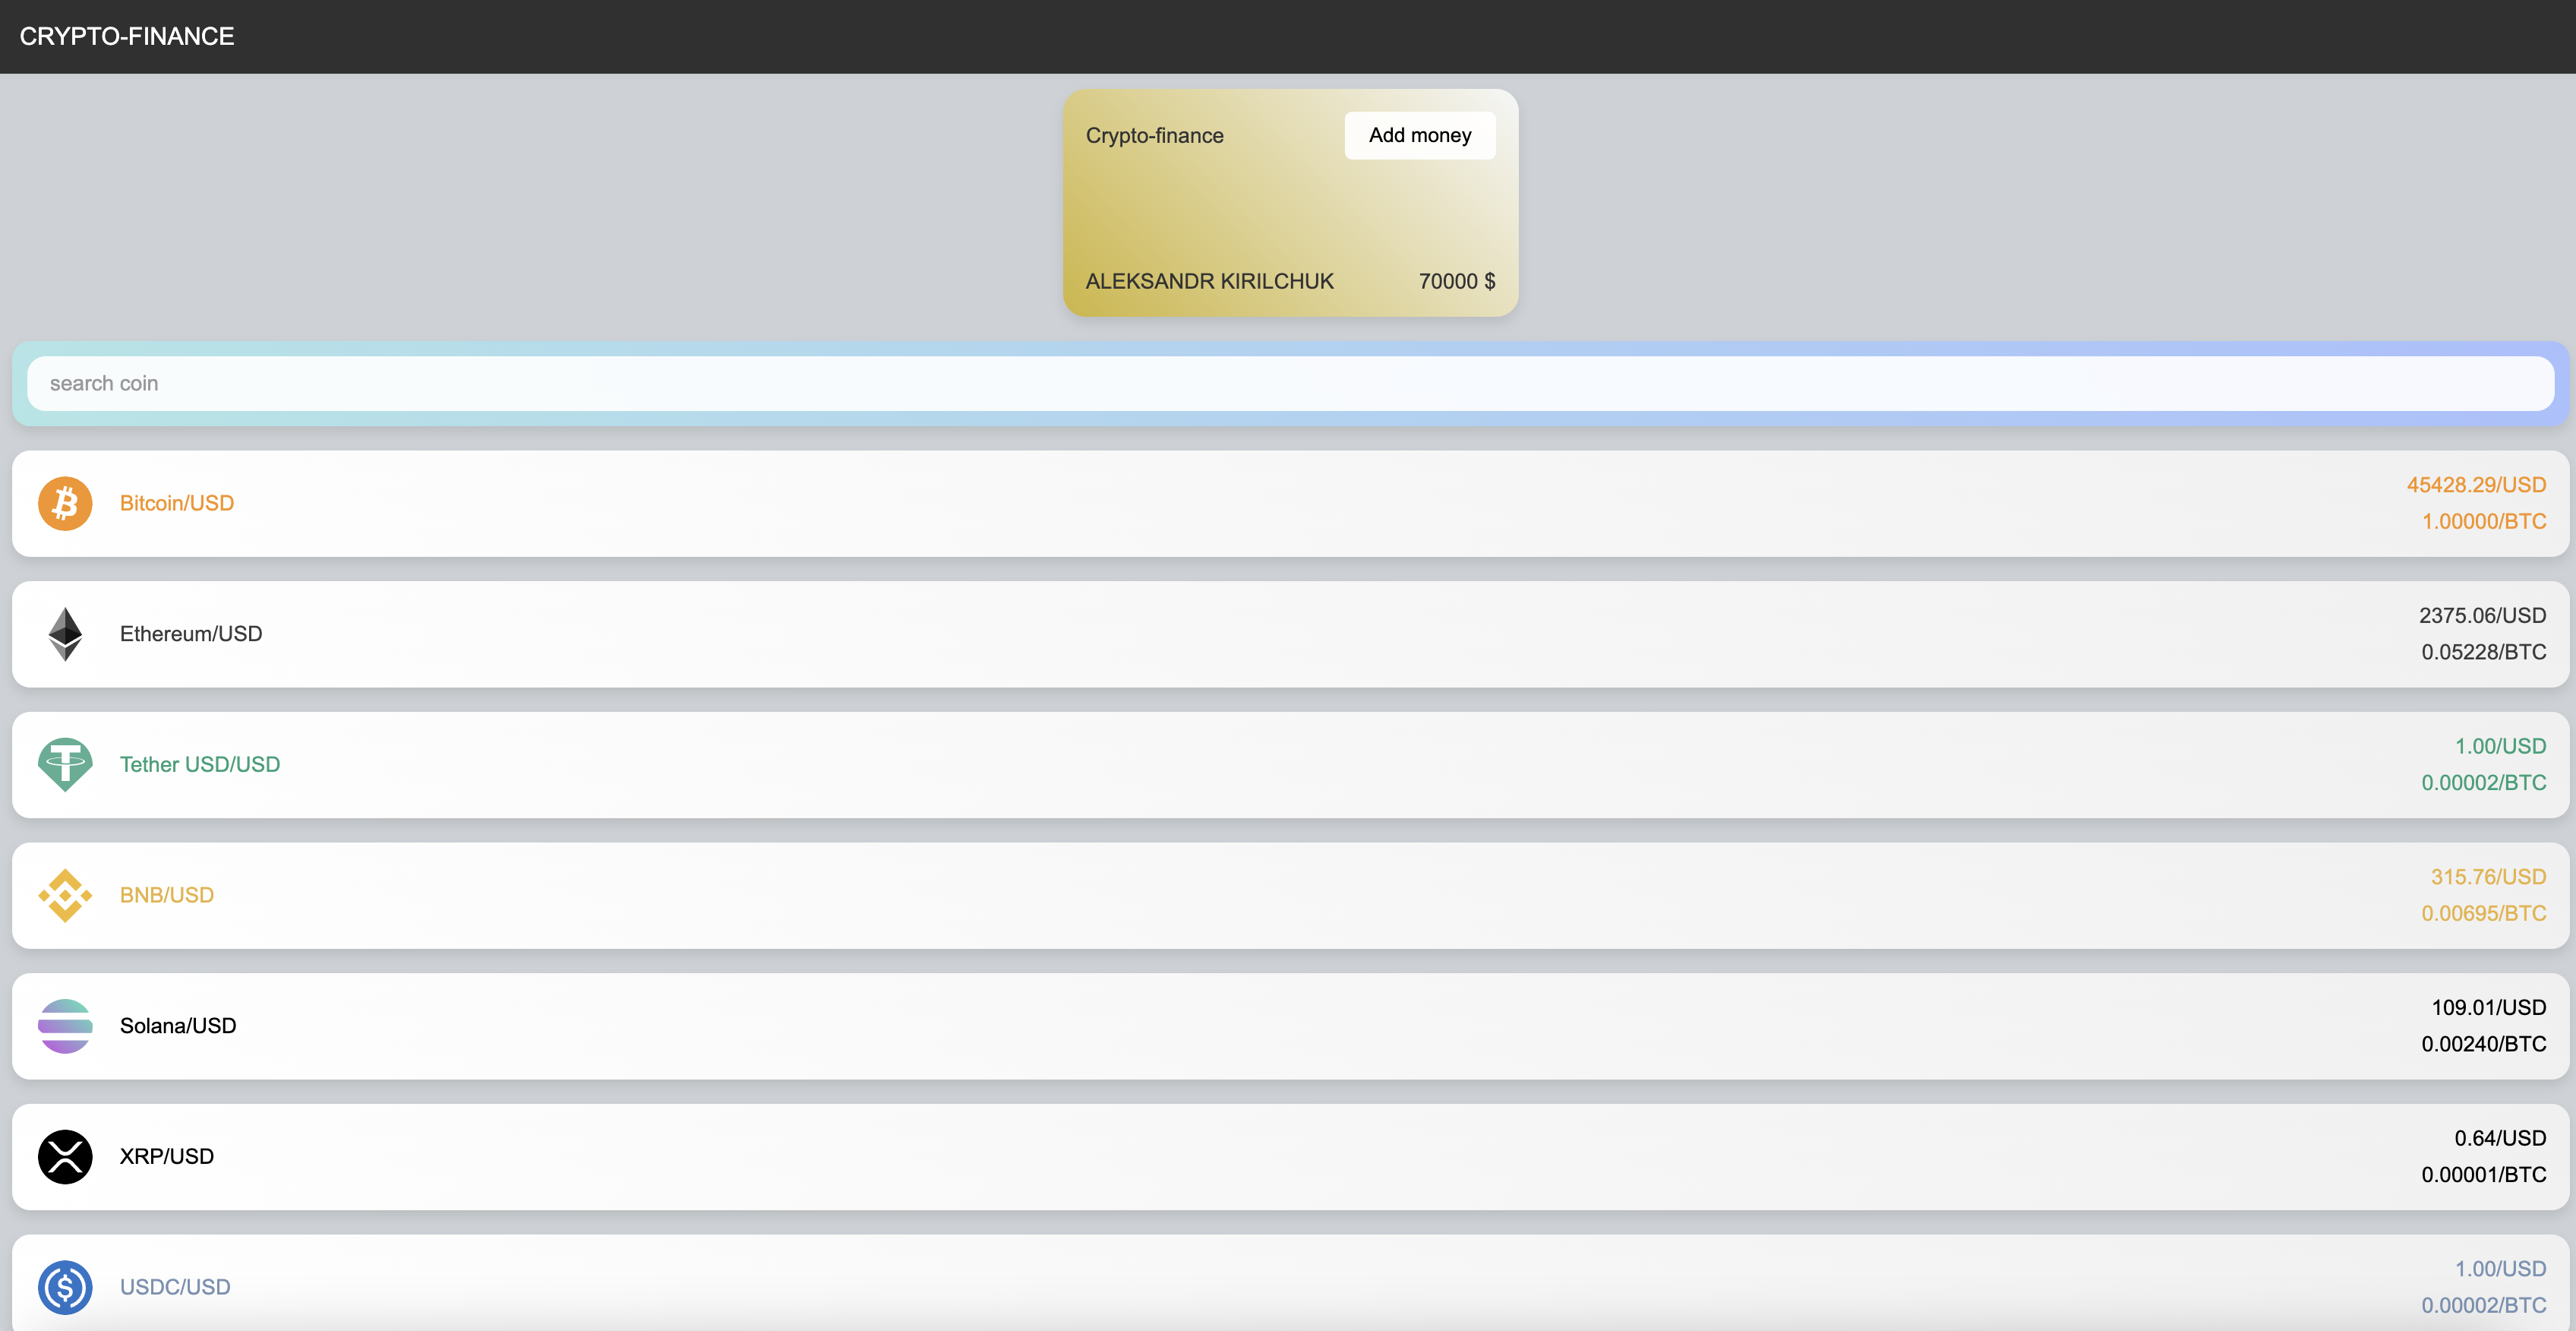 CRYPTO-FINANCE
Crypto-finance
Add money
ALEKSANDR KIRILCHUK
70000 $
search coin
Bitcoin/USD
45428.29/USD
1.00000/BTC
Ethereum/USD
2375.06/USD
0.05228/BTC
Tether USD/USD
1.00/USD
0.00002/BTC
BNB/USD
315.76/USD
0.00695/BTC
Solana/USD
109.01/USD
0.00240/BTC
XRP/USD
0.64/USD
0.00001/BTC
USDC/USD
1.00/USD
0.00002/BTC